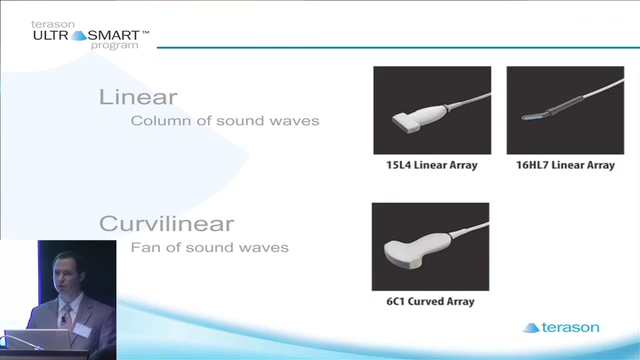 terason
ULTRASMART™
program
Linear
Column of sound waves
15L4 Linear Array
16HL7 Linear Array
Curvilinear
Fan of sound waves
6C1 Curved Array
terason